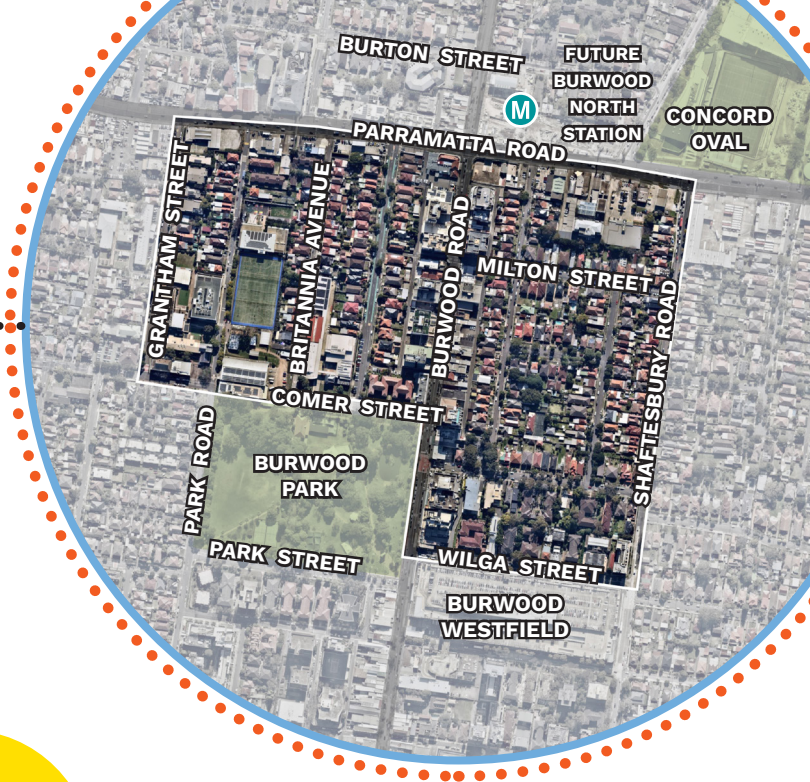 BURTON STREET
FUTURE
BURWOOD
NORTH
STATION
M
CONCORD
OVAL
PARRAMATTA ROAD
GRANTHAM STREET
BRITANNIA AVENUE
BURWOOD ROAD
MILTON STREET
SHAFTESBURY ROAD
COMER STREET
PARK ROAD
BURWOOD
PARK
PARK STREET
WILGA STREET
BURWOOD
WESTFIELD